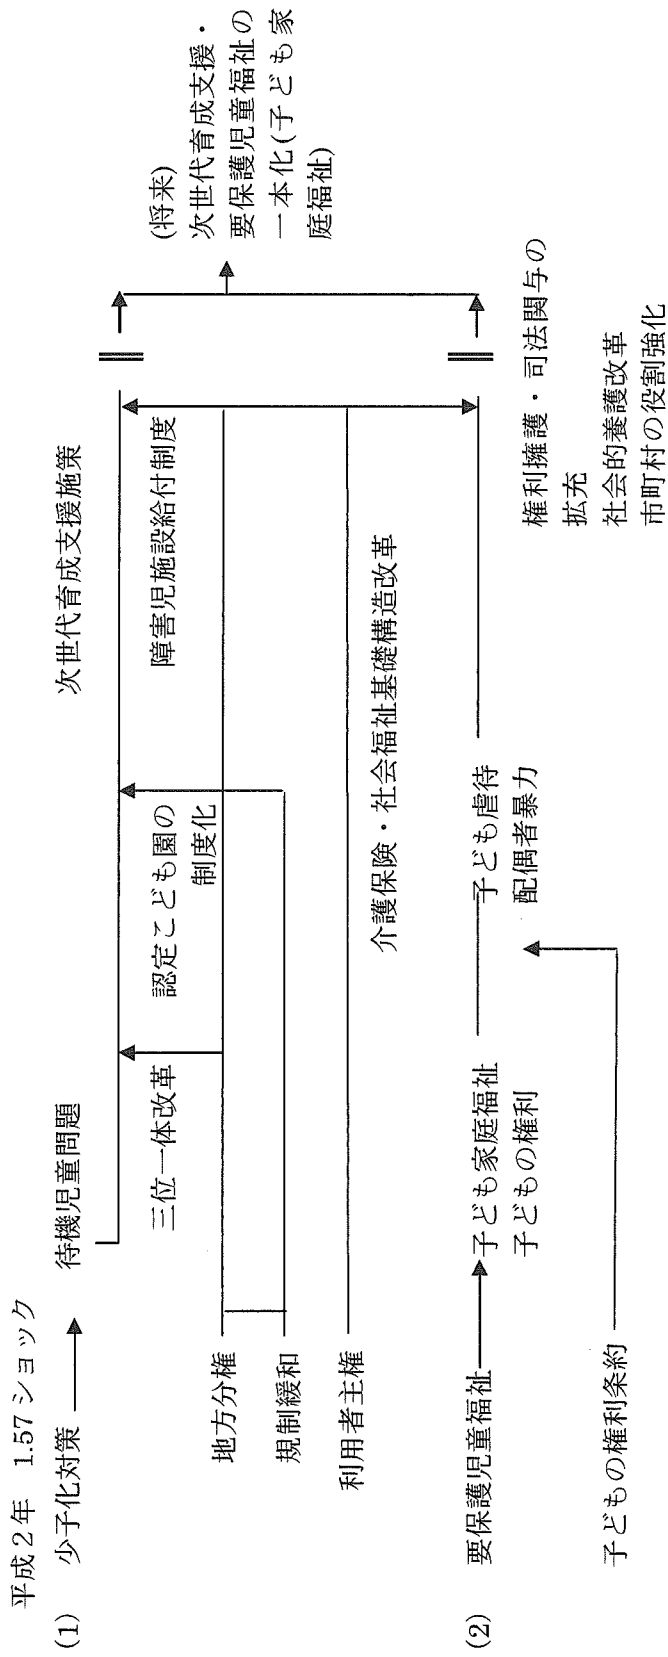 平成２年　1.57ショック
(1)　少子化対策
待機児童問題
次世代育成支援施策
(将来)
次世代育成支援・
要保護児童福祉の
一本化(子ども家
庭福祉)
三位一体改革
認定こども園の
制度化
障害児施設給付制度
地方分権
規制緩和
利用者主権
介護保険・社会福祉基礎構造改革
(2)　要保護児童福祉
子ども家庭福祉
子どもの権利
子ども虐待
配偶者暴力
権利擁護・司法関与の
拡充
社会的養護改革
市町村の役割強化
子どもの権利条約